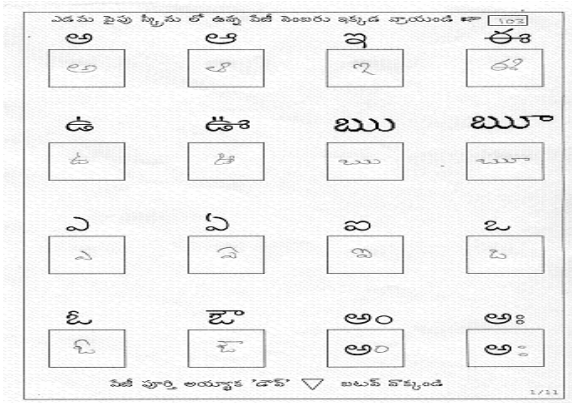 ఎడమ వైపు స్క్రీను లో ఉన్న పేజీ నెంబరు ఇక్కడ వ్రాయండి 103
అ ఆ ఇ ఈ
అ ఆ ఇ ఈ
ఉ ఊ ఋ ౠ
ఉ ఊ ఋ ౠ
ఎ ఏ ఐ ఒ
ఎ ఏ ఐ ఒ
ఓ ఔ అం అః
ఓ ఔ అం అః
పేజీ పూర్తి అయ్యాక 'డౌన్' ▽ బటన్ నొక్కండి
1/11